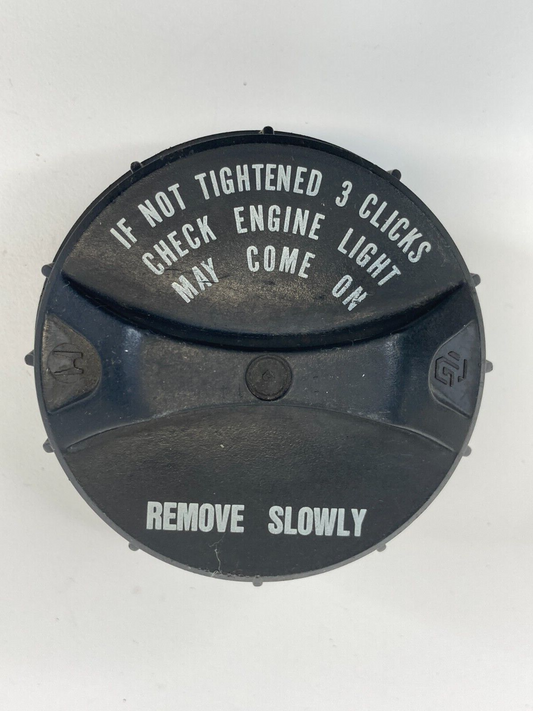 IF NOT TIGHTENED 3 CLICKS
CHECK ENGINE LIGHT
MAY COME ON
REMOVE SLOWLY